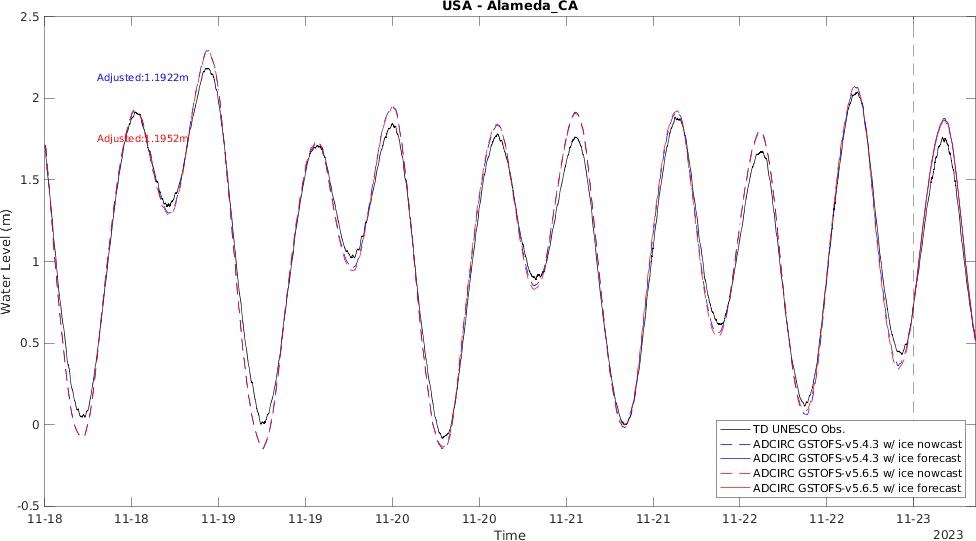 USA - Alameda_CA
2.5
2
1.5
1
0.5
0
-0.5
Water Level (m)
Adjusted:1.1922m
Adjusted:1.1952m
TD UNESCO Obs.
ADCIRC GSTOFS-v5.4.3 w/ ice nowcast
ADCIRC GSTOFS-v5.4.3 w/ ice forecast
ADCIRC GSTOFS-v5.6.5 w/ ice nowcast
ADCIRC GSTOFS-v5.6.5 w/ ice forecast
11-18 11-18 11-19 11-19 11-20 11-20 11-21 11-21 11-22 11-22 11-23
Time
2023